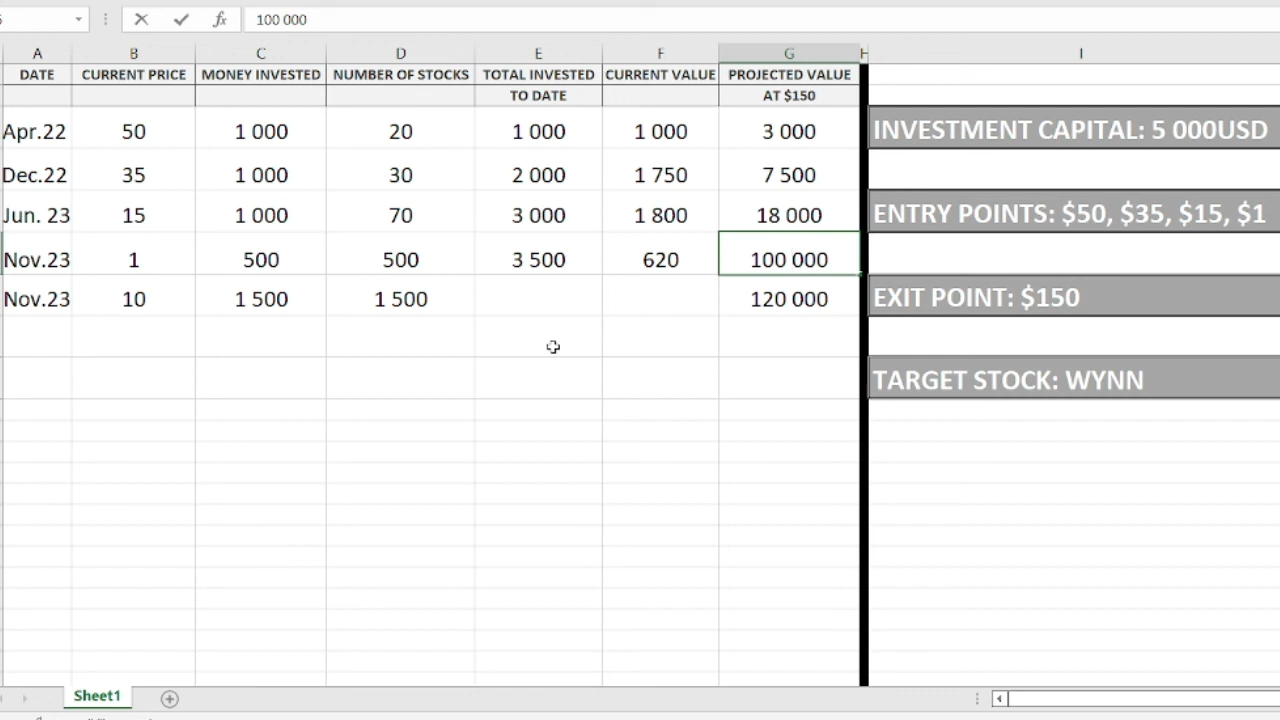 100 000
A B C D E F G H I
DATE CURRENT PRICE MONEY INVESTED NUMBER OF STOCKS TOTAL INVESTED CURRENT VALUE PROJECTED VALUE
TO DATE AT $150
Apr.22 50 1 000 20 1 000 1 000 3 000
INVESTMENT CAPITAL: 5 000USD
Dec.22 35 1 000 30 2 000 1 750 7 500
Jun. 23 15 1 000 70 3 000 1 800 18 000
ENTRY POINTS: $50, $35, $15, $1
Nov.23 1 500 500 3 500 620 100 000
Nov.23 10 1 500 1 500 120 000
EXIT POINT: $150
TARGET STOCK: WYNN
Sheet1